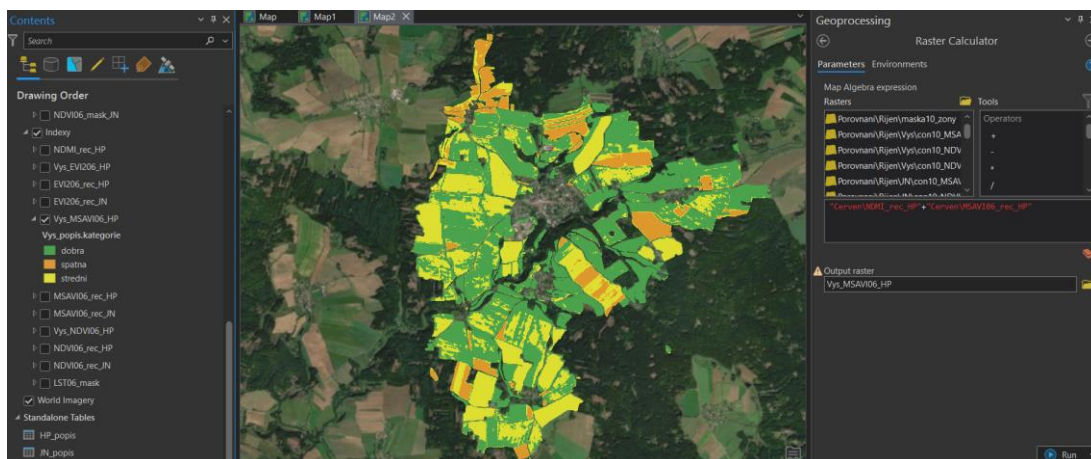 Contents
Search
Drawing Order
NDVI06_mask_JN
Indexy
NDMI_rec_HP
Vys_EVI206_HP
EVI206_rec_HP
EVI206_rec_JN
Vys_MSAVI06_HP
Vys_popis.kategorie
dobra
spatna
stredni
MSAVI06_rec_HP
MSAVI06_rec_JN
Vys_NDVI06_HP
NDVI06_rec_HP
NDVI06_rec_JN
LST06_mask
World Imagery
Standalone Tables
HP_popis
JN_popis
Map
Map1
Map2
Geoprocessing
Raster Calculator
Parameters Environments
Map Algebra expression
Rasters
Porovnani\Rijen\maska10_zony
Porovnani\Rijen\Vys\con10_MSA
Porovnani\Rijen\Vys\con10_NDV
Porovnani\Rijen\Vys\con10_NDV
Porovnani\Rijen\JN\con10_MSAV
Tools
Operators
+
-
*
/
"Cerven\NDMI_rec_HP"+"Cerven\MSAVI06_rec_HP"
Output raster
Vys_MSAVI06_HP
Run